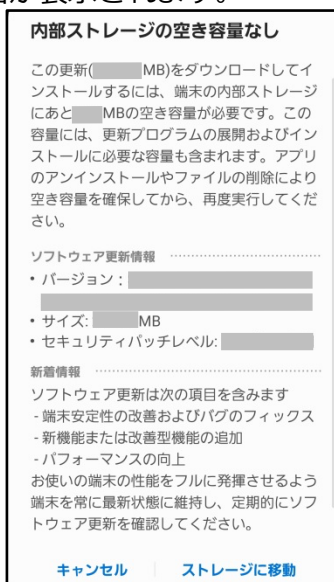 が表示されます。
内部ストレージの空き容量なし
この更新( MB)をダウンロードしてイ
ンストールするには、端末の内部ストレージ
にあと MBの空き容量が必要です。この
容量には、更新プログラムの展開およびイン
ストールに必要な容量も含まれます。アプリ
のアンインストールやファイルの削除により
空き容量を確保してから、再度実行してくだ
さい。
ソフトウェア更新情報
・バージョン :
・サイズ: MB
・セキュリティパッチレベル:
新着情報
ソフトウェア更新は次の項目を含みます
- 端末安定性の改善およびバグのフィックス
- 新機能または改善型機能の追加
- パフォーマンスの向上
お使いの端末の性能をフルに発揮させるよう
端末を常に最新状態に維持し、定期的にソフ
トウェア更新を確認してください。
キャンセル ストレージに移動